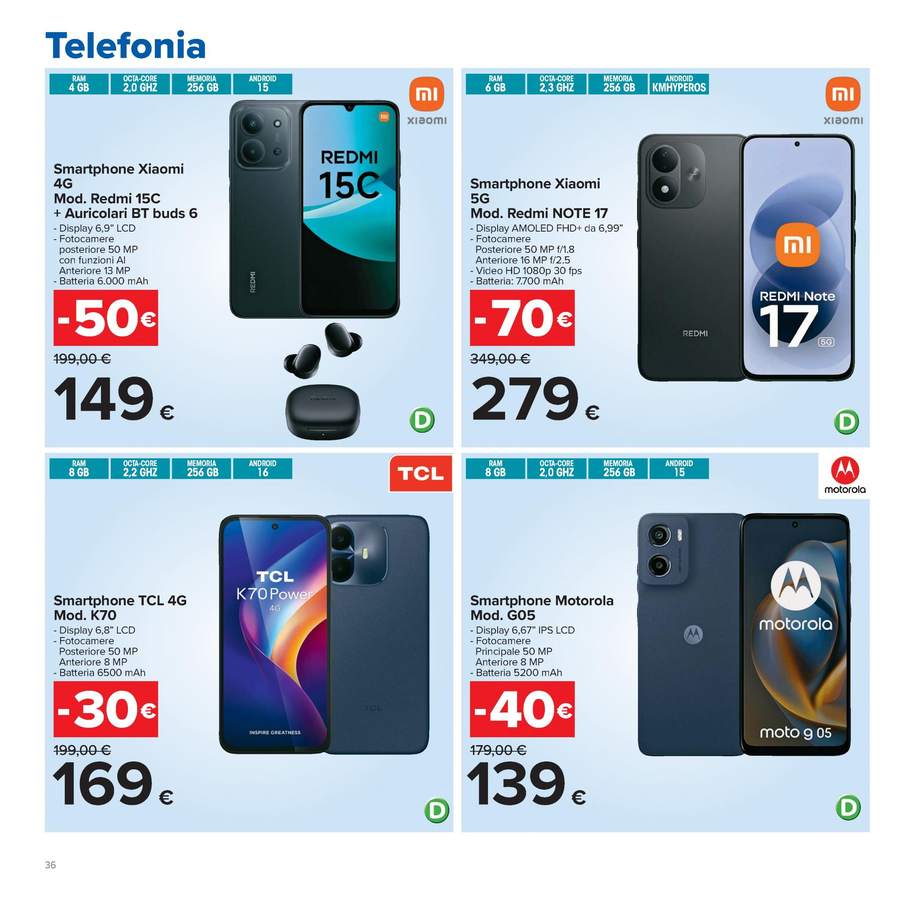 Telefonia
RAM
4 GB
OCTA-CORE
2,0 GHZ
MEMORIA
256 GB
ANDROID
15
mi
xiaomi
REDMI
15C
REDMI
Smartphone Xiaomi
4G
Mod. Redmi 15C
+ Auricolari BT buds 6
- Display 6,9” LCD
- Fotocamere
posteriore 50 MP
con funzioni AI
Anteriore 13 MP
- Batteria 6.000 mAh
-50€
199,00 €
149 €
D
RAM
6 GB
OCTA-CORE
2,3 GHZ
MEMORIA
256 GB
ANDROID
KMHYPEROS
mi
xiaomi
Smartphone Xiaomi
5G
Mod. Redmi NOTE 17
- Display AMOLED FHD+ da 6,99”
- Fotocamere
Posteriore 50 MP f/1.8
Anteriore 16 MP f/2.5
- Video HD 1080p 30 fps
- Batteria: 7.700 mAh
mi
REDMI Note
17 5G
REDMI
-70€
349,00 €
279 €
D
RAM
8 GB
OCTA-CORE
2,2 GHZ
MEMORIA
256 GB
ANDROID
16
TCL
TCL
K70Power
4G
INSPIRE GREATNESS
TCL
Smartphone TCL 4G
Mod. K70
- Display 6,8” LCD
- Fotocamere
Posteriore 50 MP
Anteriore 8 MP
- Batteria 6500 mAh
-30€
199,00 €
169 €
D
RAM
8 GB
OCTA-CORE
2,0 GHZ
MEMORIA
256 GB
ANDROID
15
motorola
Smartphone Motorola
Mod. G05
- Display 6,67” IPS LCD
- Fotocamere
Principale 50 MP
Anteriore 8 MP
- Batteria 5200 mAh
motorola
moto g 05
-40€
179,00 €
139 €
D
36